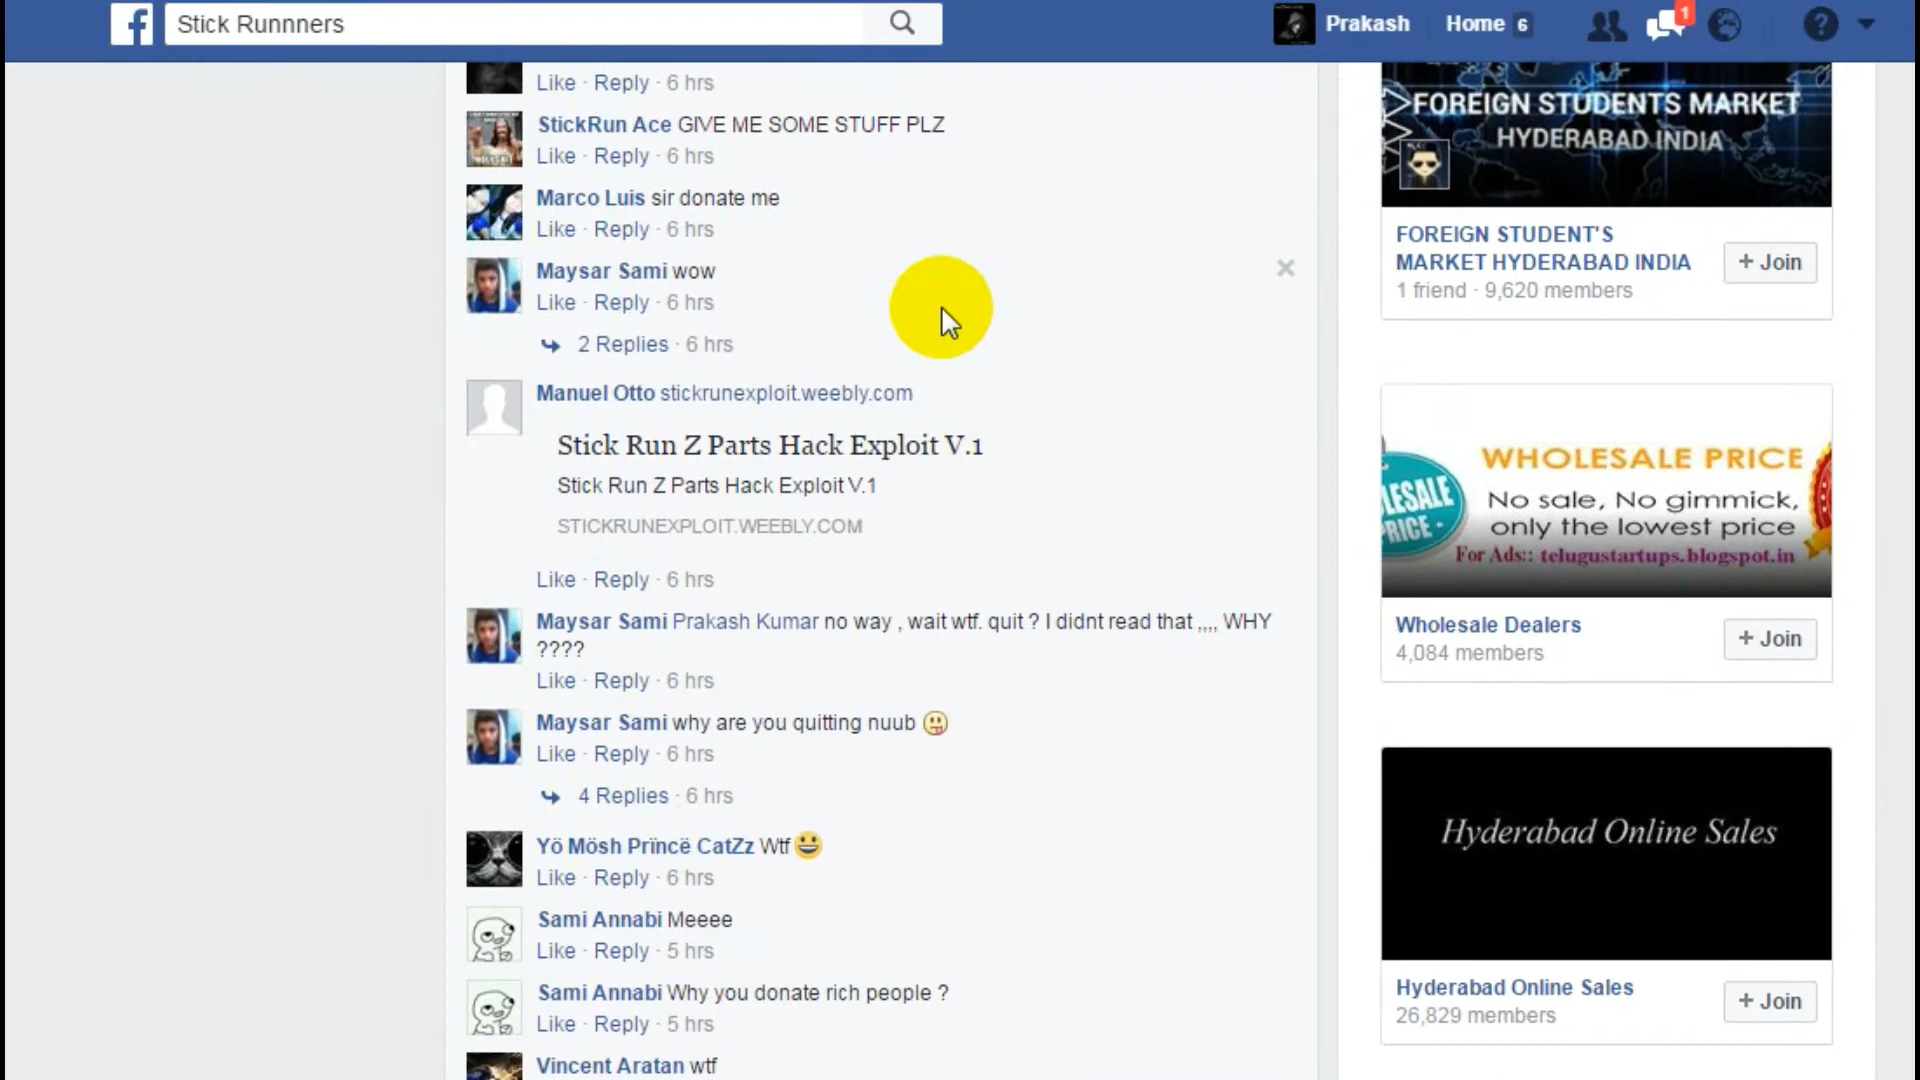 Stick Runnners
Prakash
Home 6
1
?
Like · Reply · 6 hrs
StickRun Ace GIVE ME SOME STUFF PLZ
Like · Reply · 6 hrs
Marco Luis sir donate me
Like · Reply · 6 hrs
Maysar Sami wow
Like · Reply · 6 hrs
2 Replies · 6 hrs
Manuel Otto stickrunexploit.weebly.com
Stick Run Z Parts Hack Exploit V.1
Stick Run Z Parts Hack Exploit V.1
STICKRUNEXPLOIT.WEEBLY.COM
Like · Reply · 6 hrs
Maysar Sami Prakash Kumar no way , wait wtf. quit ? I didnt read that ,,,, WHY
????
Like · Reply · 6 hrs
Maysar Sami why are you quitting nuub
Like · Reply · 6 hrs
4 Replies · 6 hrs
Yö Mösh Prïncë CatZz Wtf
Like · Reply · 6 hrs
Sami Annabi Meeee
Like · Reply · 5 hrs
Sami Annabi Why you donate rich people ?
Like · Reply · 5 hrs
Vincent Aratan wtf
FOREIGN STUDENTS MARKET
HYDERABAD INDIA
FOREIGN STUDENT'S
MARKET HYDERABAD INDIA
+ Join
1 friend · 9,620 members
WHOLESALE PRICE
No sale, No gimmick,
only the lowest price
For Ads:: telugustartups.blogspot.in
LESALE
RICE
Wholesale Dealers
+ Join
4,084 members
Hyderabad Online Sales
Hyderabad Online Sales
+ Join
26,829 members